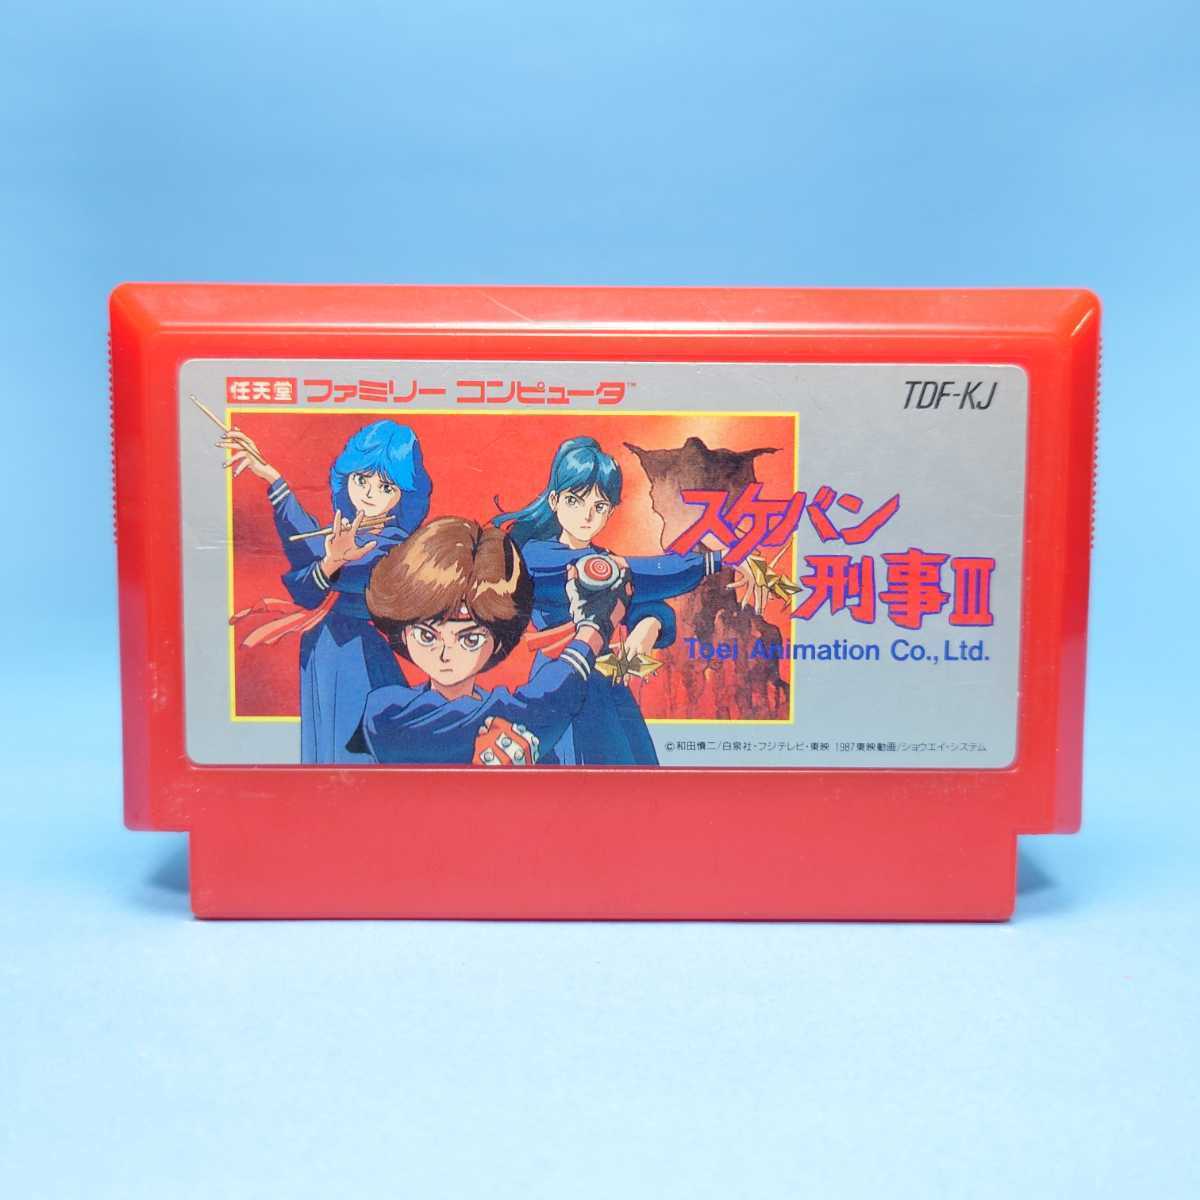 任天堂 ファミリーコンピュータ™
TDF-KJ
スケバン
刑事III
Toei Animation Co., Ltd.
©和田慎二/白泉社・フジテレビ・東映 1987東映動画/ショウエイ・システム